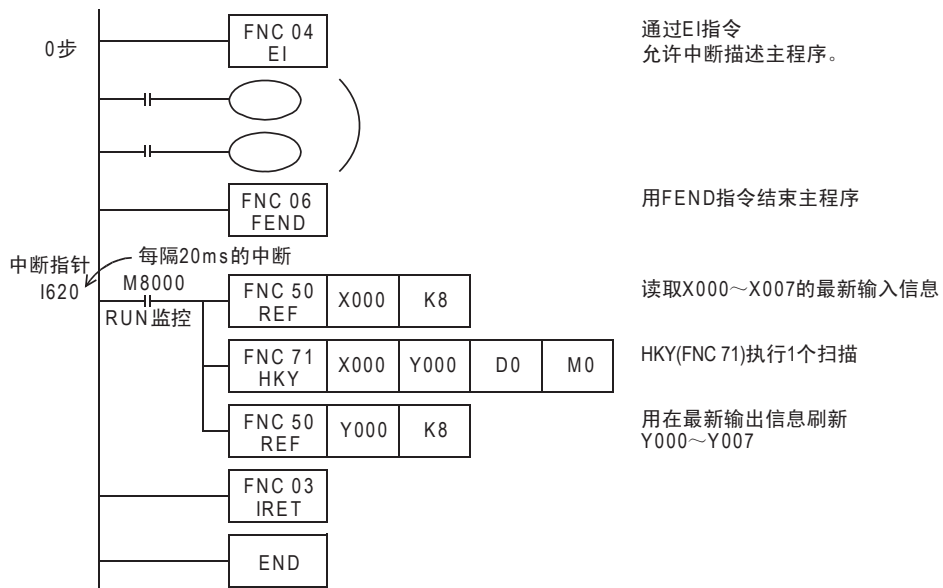 0步
FNC 04
EI
通过EI指令
允许中断描述主程序。
FNC 06
FEND
用FEND指令结束主程序
中断指针
I620
每隔20ms的中断
M8000
RUN监控
FNC 50
REF
X000
K8
读取X000～X007的最新输入信息
FNC 71
HKY
X000
Y000
D0
M0
HKY(FNC 71)执行1个扫描
FNC 50
REF
Y000
K8
用在最新输出信息刷新
Y000～Y007
FNC 03
IRET
END